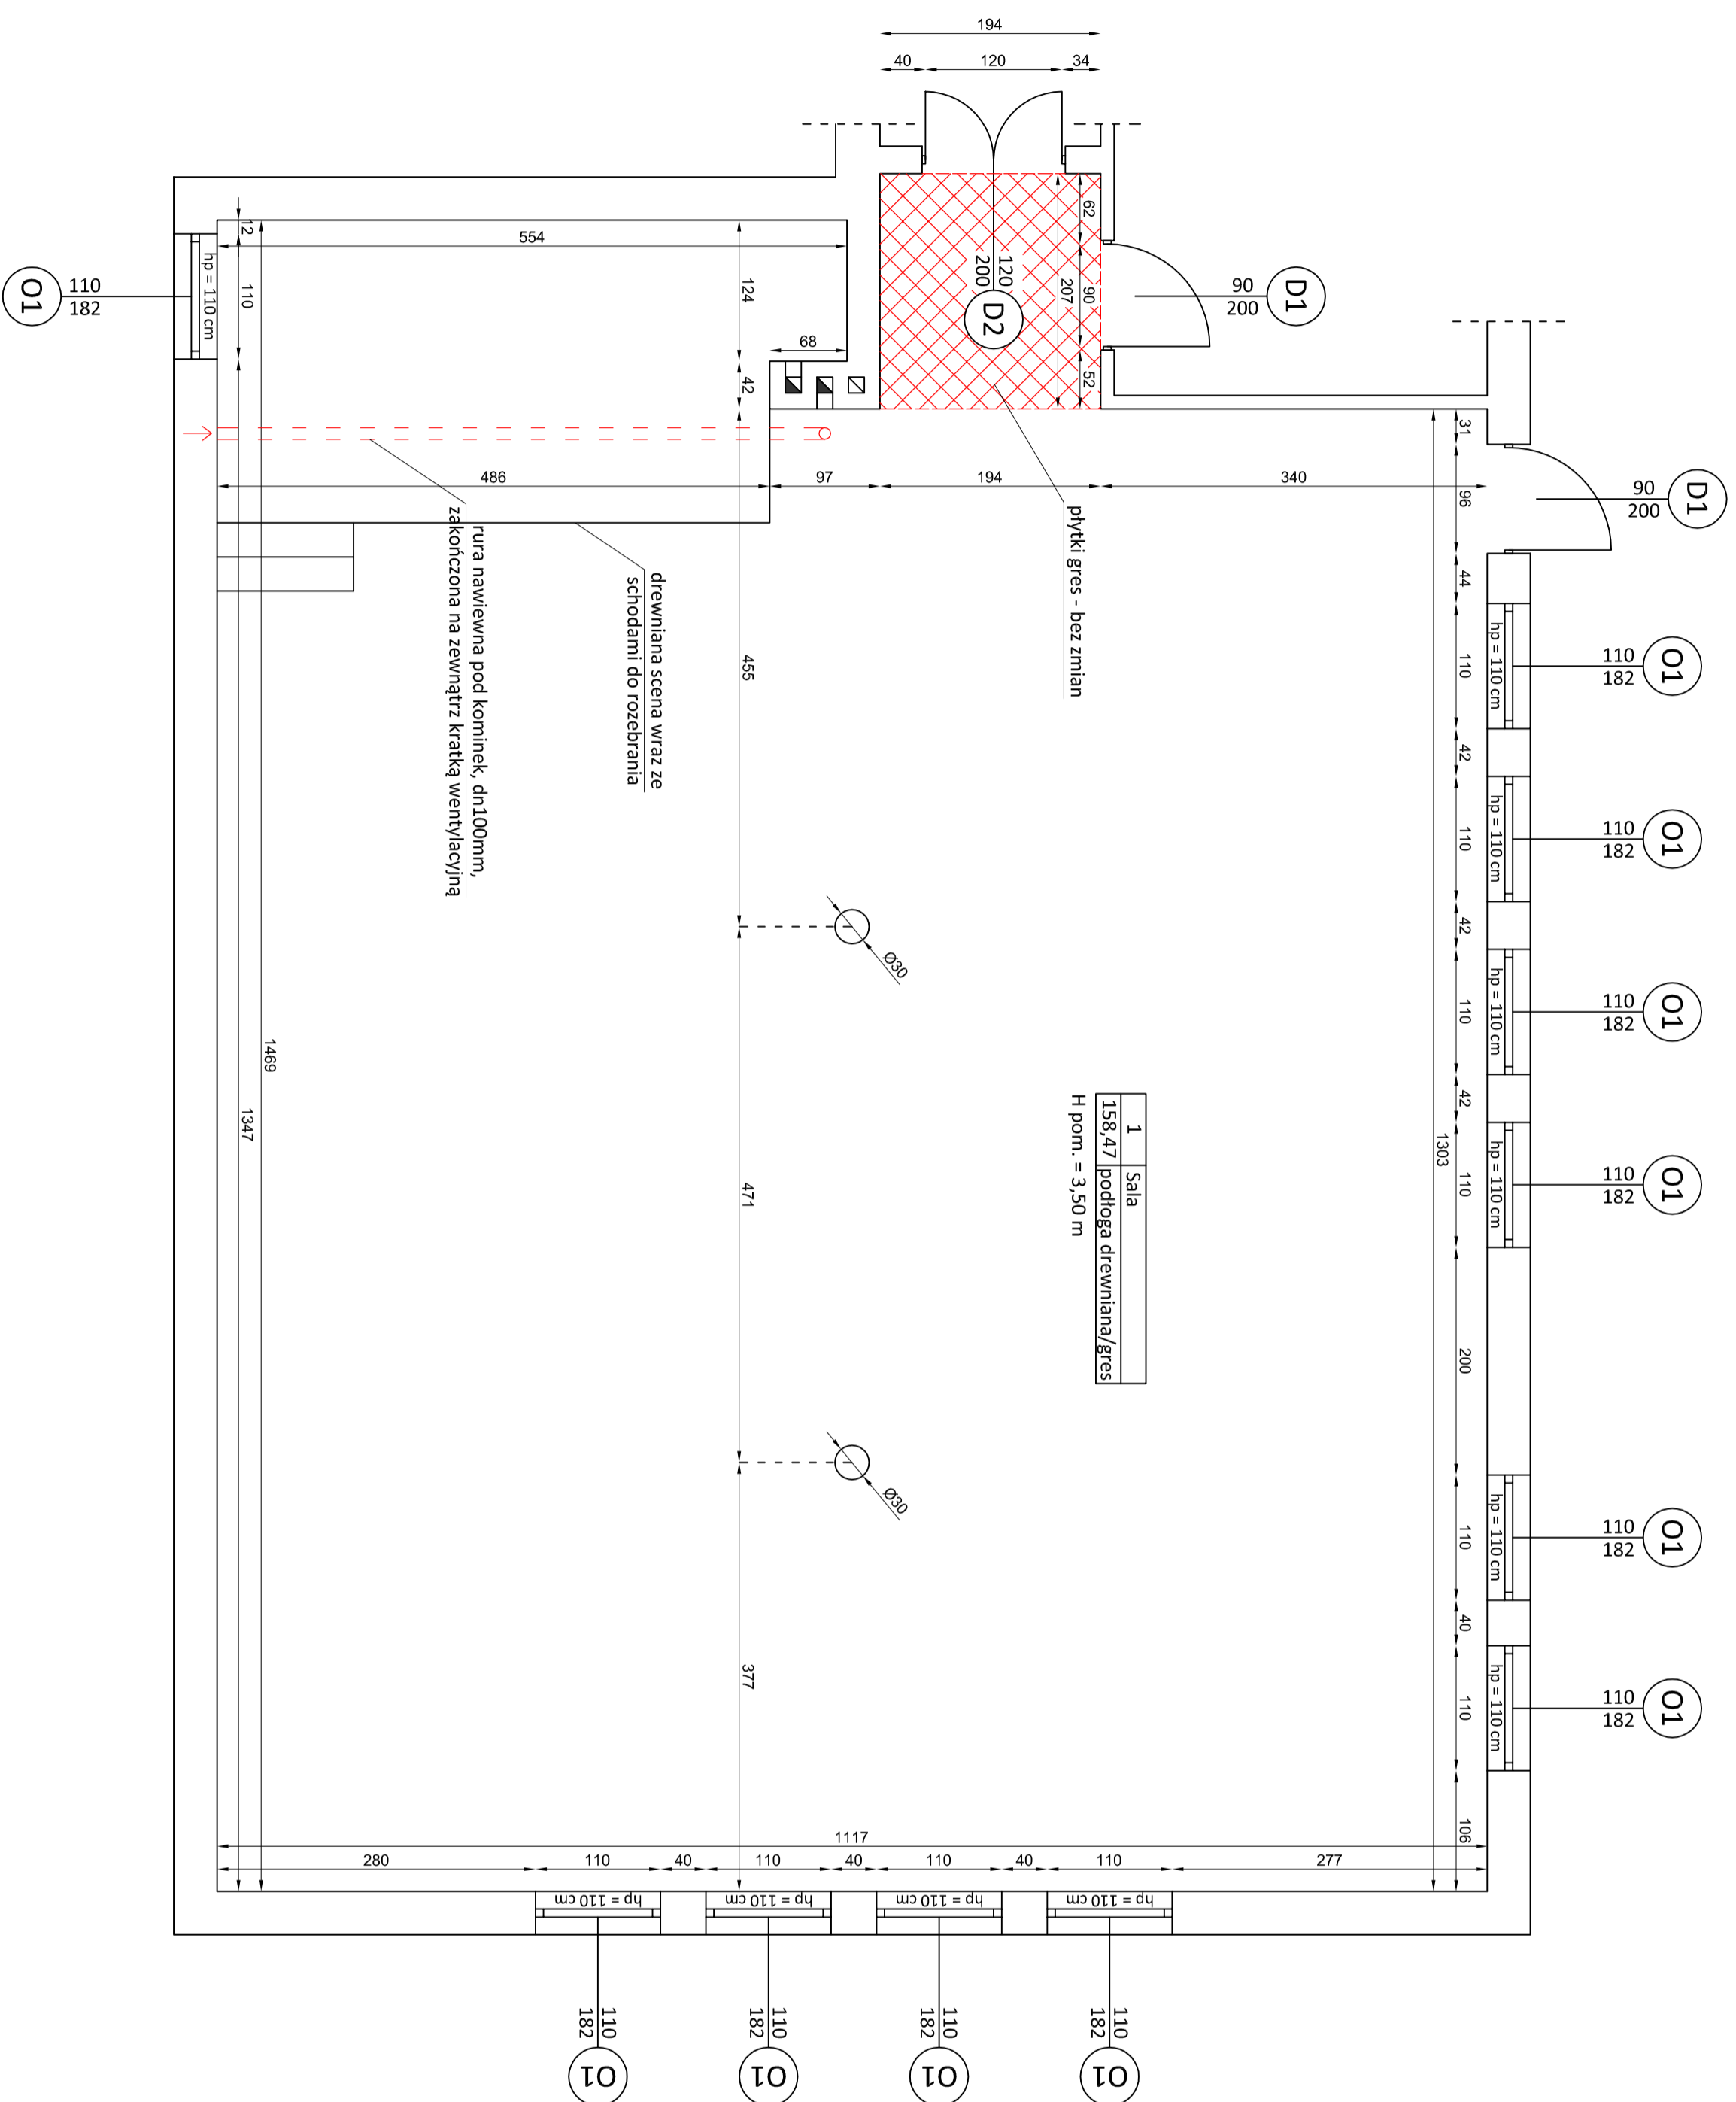 194
40
120
34
62
90
52
207
120
200
D2
90
200
D1
90
200
D1
12
110
hp = 110 cm
110
182
O1
554
124
68
42
486
97
194
340
31
96
44
110
42
110
42
110
42
110
200
110
40
110
106
1303
hp = 110 cm
110
182
O1
hp = 110 cm
110
182
O1
hp = 110 cm
110
182
O1
hp = 110 cm
110
182
O1
hp = 110 cm
110
182
O1
hp = 110 cm
110
182
O1
płytki gres - bez zmian
drewniana scena wraz ze
schodami do rozebrania
rura nawiewna pod kominek, dn100mm,
zakończona na zewnątrz kratką wentylacyjną
455
471
377
Ø30
Ø30
1 Sala
158,47 podłoga drewniana/gres
H pom. = 3,50 m
1469
1347
1117
280
110
40
110
40
110
40
110
277
hp = 110 cm
110
182
O1
hp = 110 cm
110
182
O1
hp = 110 cm
110
182
O1
hp = 110 cm
110
182
O1